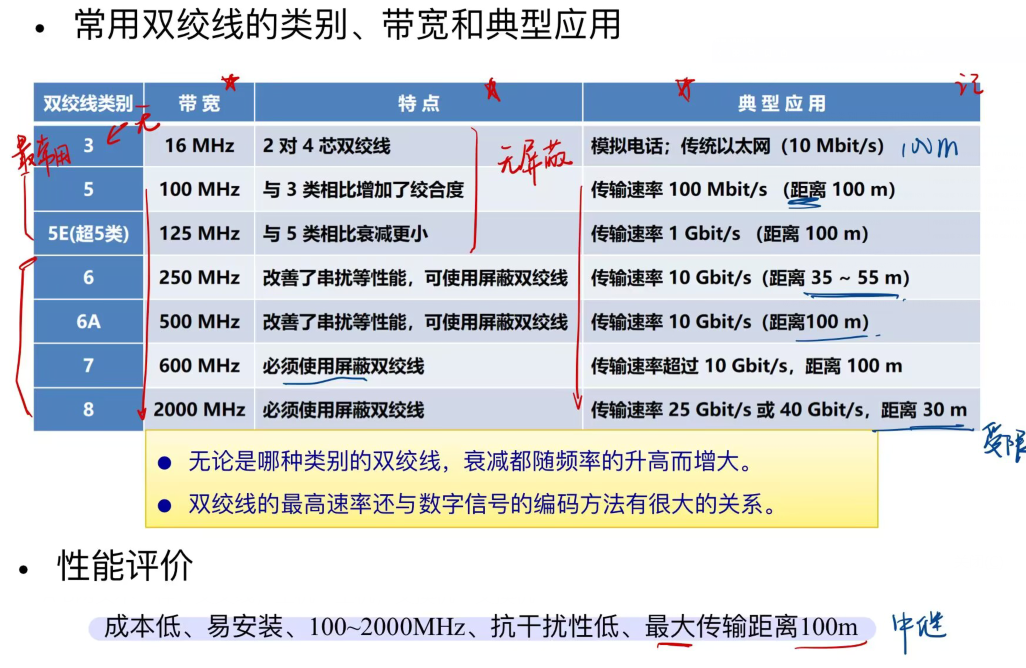 • 常用双绞线的类别、带宽和典型应用
记
双绞线类别 带宽 特点 典型应用
无
最常用
3 16 MHz 2 对 4 芯双绞线 模拟电话；传统以太网（10 Mbit/s） 100m
无屏蔽
5 100 MHz 与 3 类相比增加了绞合度 传输速率 100 Mbit/s （距离 100 m）
5E(超5类) 125 MHz 与 5 类相比衰减更小 传输速率 1 Gbit/s （距离 100 m）
6 250 MHz 改善了串扰等性能，可使用屏蔽双绞线 传输速率 10 Gbit/s（距离 35 ~ 55 m）
6A 500 MHz 改善了串扰等性能，可使用屏蔽双绞线 传输速率 10 Gbit/s（距离100 m）
7 600 MHz 必须使用屏蔽双绞线 传输速率超过 10 Gbit/s，距离 100 m
8 2000 MHz 必须使用屏蔽双绞线 传输速率 25 Gbit/s 或 40 Gbit/s，距离 30 m
受限
● 无论是哪种类别的双绞线，衰减都随频率的升高而增大。
● 双绞线的最高速率还与数字信号的编码方法有很大的关系。
• 性能评价
成本低、易安装、100~2000MHz、抗干扰性低、最大传输距离100m 中继